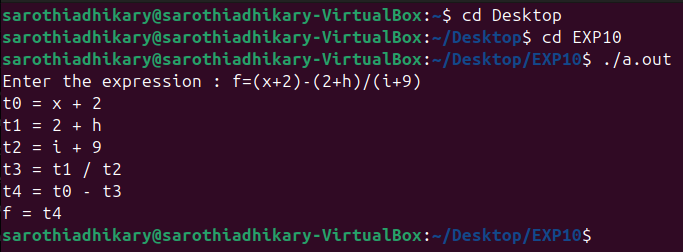 sarothiadhikary@sarothiadhikary-VirtualBox:~$ cd Desktop
sarothiadhikary@sarothiadhikary-VirtualBox:~/Desktop$ cd EXP10
sarothiadhikary@sarothiadhikary-VirtualBox:~/Desktop/EXP10$ ./a.out
Enter the expression : f=(x+2)-(2+h)/(i+9)
t0 = x + 2
t1 = 2 + h
t2 = i + 9
t3 = t1 / t2
t4 = t0 - t3
f = t4
sarothiadhikary@sarothiadhikary-VirtualBox:~/Desktop/EXP10$